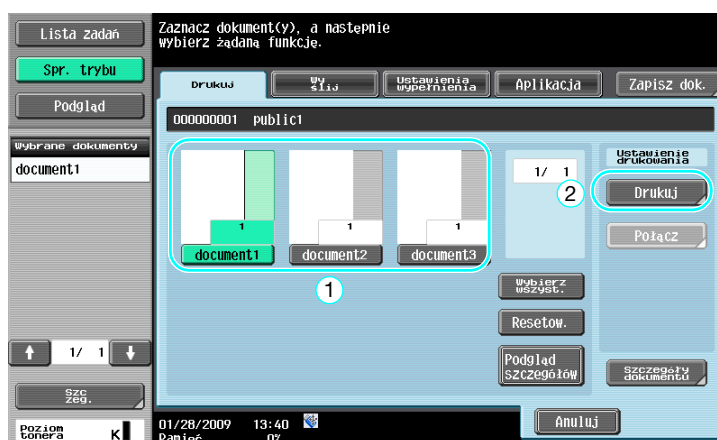 Lista zadań
Spr. trybu
Podgląd
Wybrane dokumenty
document1
1/ 1
Szc
zeg.
Poziom
tonera
K
Zaznacz dokument(y), a następnie
wybierz żądaną funkcję.
Drukuj
Wy
ślij
Ustawienia
wypełnienia
Aplikacja
Zapisz dok.
000000001 public1
1
document1
1
document2
1
document3
1
1/ 1
2
Wybierz
wszyst.
Resetow.
Podgląd
szczegółów
Ustawienie
drukowania
Drukuj
Połącz
Szczegóły
dokumentu
01/28/2009 13:40
Pamięć 0%
Anuluj